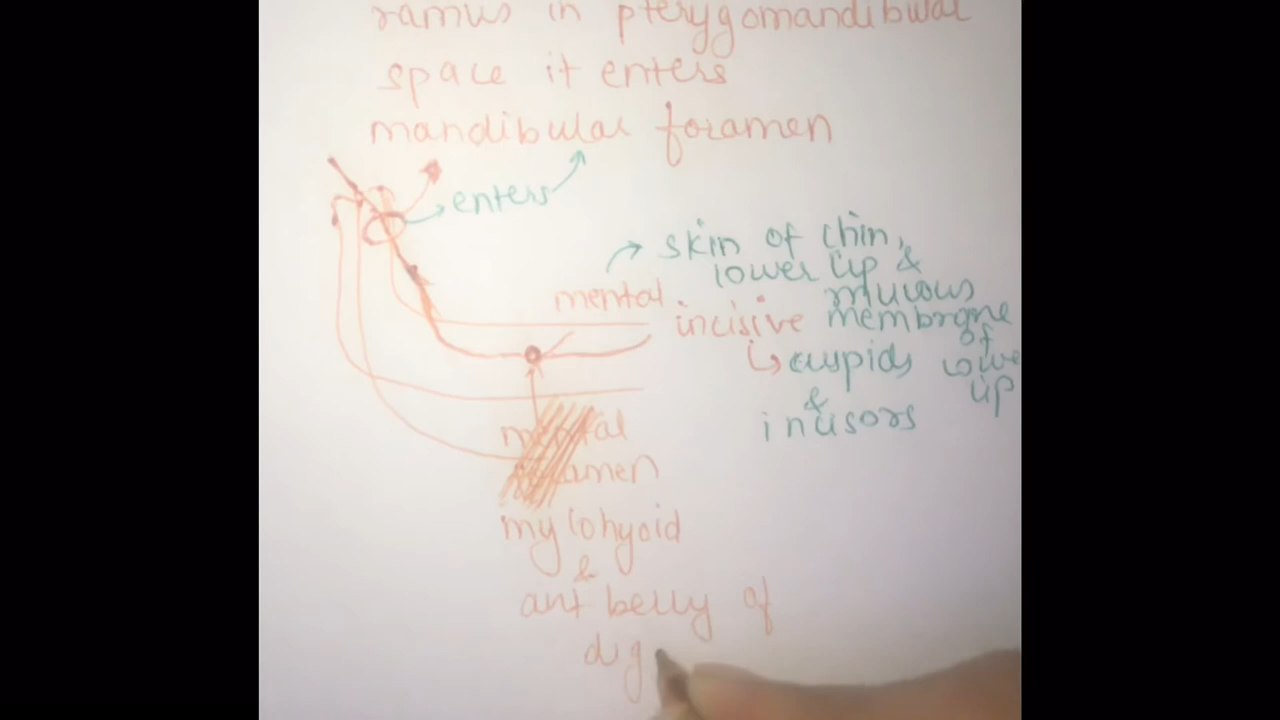 ramus in pterygomandibular
space it enters
mandibular foramen
enters
skin of chin,
lower lip &
mucous
membrane
of
lowe
lip
mental
incisive
cuspids
&
incisors
mental
foramen
mylohyoid
&
ant belly of
dig